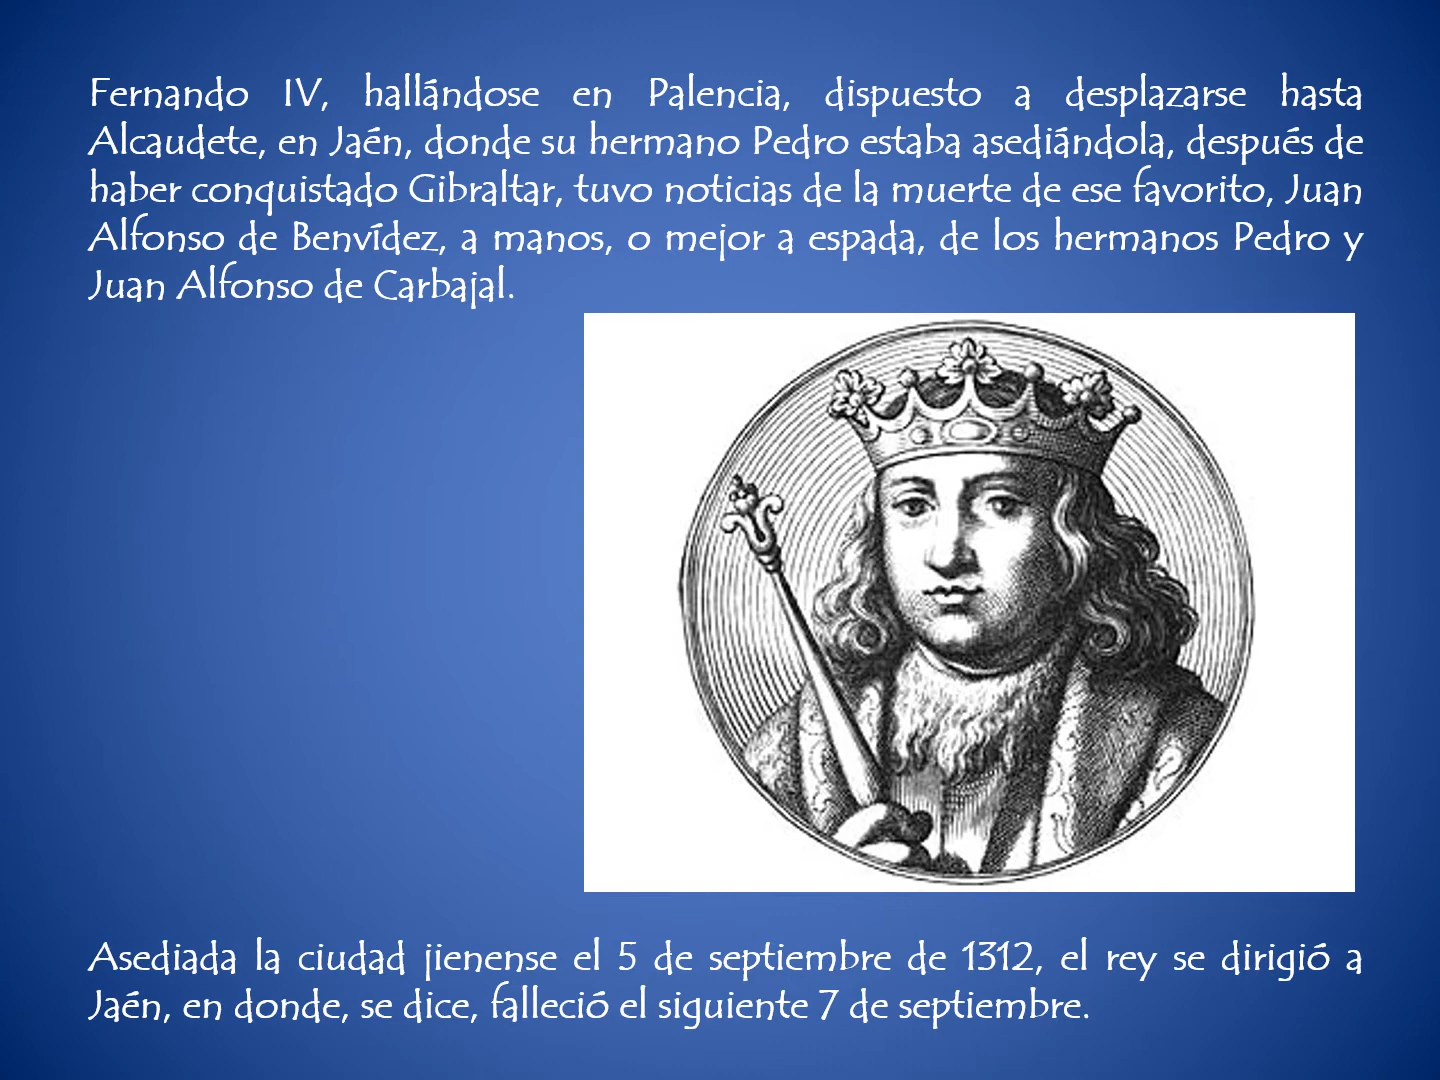 Fernando IV, hallándose en Palencia, dispuesto a desplazarse hasta
Alcaudete, en Jaén, donde su hermano Pedro estaba asediándola, después de
haber conquistado Gibraltar, tuvo noticias de la muerte de ese favorito, Juan
Alfonso de Benvídez, a manos, o mejor a espada, de los hermanos Pedro y
Juan Alfonso de Carbajal.
Asediada la ciudad jienense el 5 de septiembre de 1312, el rey se dirigió a
Jaén, en donde, se dice, falleció el siguiente 7 de septiembre.